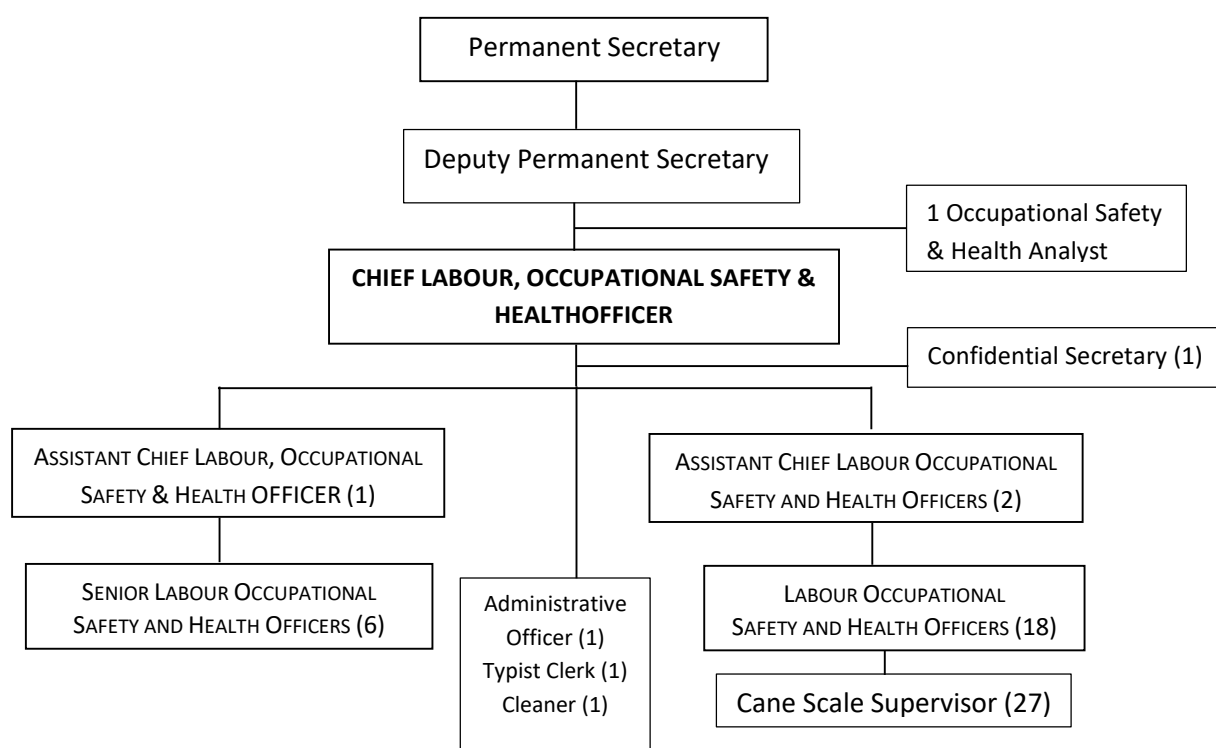 Permanent Secretary
Deputy Permanent Secretary
1 Occupational Safety
& Health Analyst
CHIEF LABOUR, OCCUPATIONAL SAFETY &
HEALTHOFFICER
Confidential Secretary (1)
ASSISTANT CHIEF LABOUR, OCCUPATIONAL
SAFETY & HEALTH OFFICER (1)
ASSISTANT CHIEF LABOUR OCCUPATIONAL
SAFETY AND HEALTH OFFICERS (2)
SENIOR LABOUR OCCUPATIONAL
SAFETY AND HEALTH OFFICERS (6)
Administrative
Officer (1)
Typist Clerk (1)
Cleaner (1)
LABOUR OCCUPATIONAL
SAFETY AND HEALTH OFFICERS (18)
Cane Scale Supervisor (27)